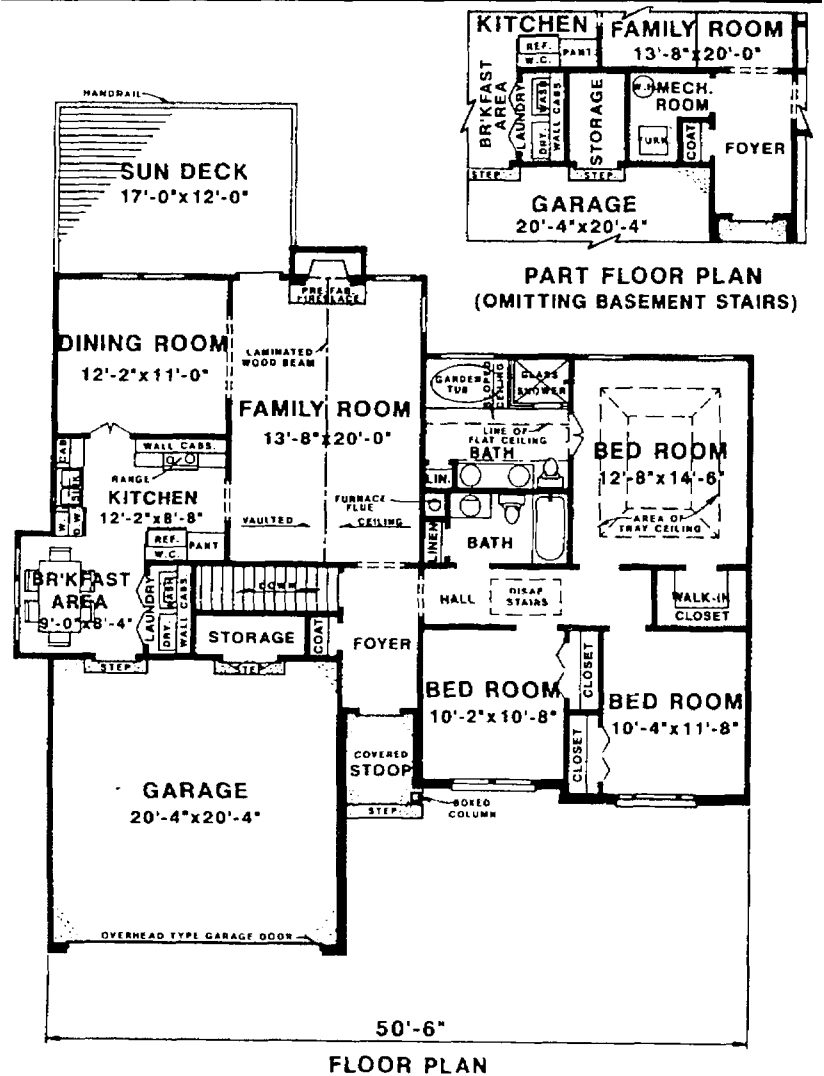 KITCHEN
FAMILY ROOM
13'-8"x20'-0"
REF.
W.C.
PANT.
BR'KFAST
AREA
LAUNDRY
WASH
DRY.
WALL CABS.
STORAGE
W.H.
MECH.
ROOM
FURN.
COAT
FOYER
STEP
STEP
GARAGE
20'-4"x20'-4"
PART FLOOR PLAN
(OMITTING BASEMENT STAIRS)
HANDRAIL
SUN DECK
17'-0"x12'-0"
PRE-FAB.
FIREPLACE
DINING ROOM
12'-2"x11'-0"
LAMINATED
WOOD BEAM
FAMILY ROOM
13'-8"x20'-0"
VAULTED
CEILING
GARDEN
TUB
SLOPED
CEILING
GLASS
SHOWER
LINE OF
FLAT CEILING
BATH
LIN.
BED ROOM
12'-8"x14'-6"
AREA OF
TRAY CEILING
CAB
WALL CABS.
RANGE
SINK
KITCHEN
12'-2"x8'-8"
D.W.
W.
REF.
W.C.
PANT
FURNACE
FLUE
LINEN
BATH
BR'KFAST
AREA
9'-0"x8'-4"
LAUNDRY
WASH
DRY.
WALL CABS.
DOWN
STORAGE
COAT
FOYER
HALL
DISAP
STAIRS
WALK-IN
CLOSET
STEP
STEP
BED ROOM
10'-2"x10'-8"
CLOSET
CLOSET
BED ROOM
10'-4"x11'-8"
COVERED
STOOP
STEP
BOXED
COLUMN
GARAGE
20'-4"x20'-4"
OVERHEAD TYPE GARAGE DOOR
50'-6"
FLOOR PLAN